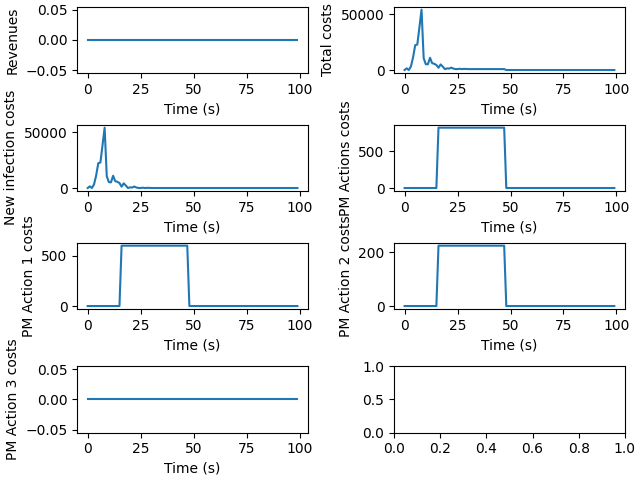 Revenues
0.05
0.00
−0.05
0 25 50 75 100
Time (s)
Total costs
50000
0
0 25 50 75 100
Time (s)
New infection costs
50000
0
0 25 50 75 100
Time (s)
PM Actions costs
500
0
0 25 50 75 100
Time (s)
PM Action 1 costs
500
0
0 25 50 75 100
Time (s)
PM Action 2 costs
200
0
0 25 50 75 100
Time (s)
PM Action 3 costs
0.05
0.00
−0.05
0 25 50 75 100
Time (s)
1.0
0.5
0.0
0.0 0.2 0.4 0.6 0.8 1.0